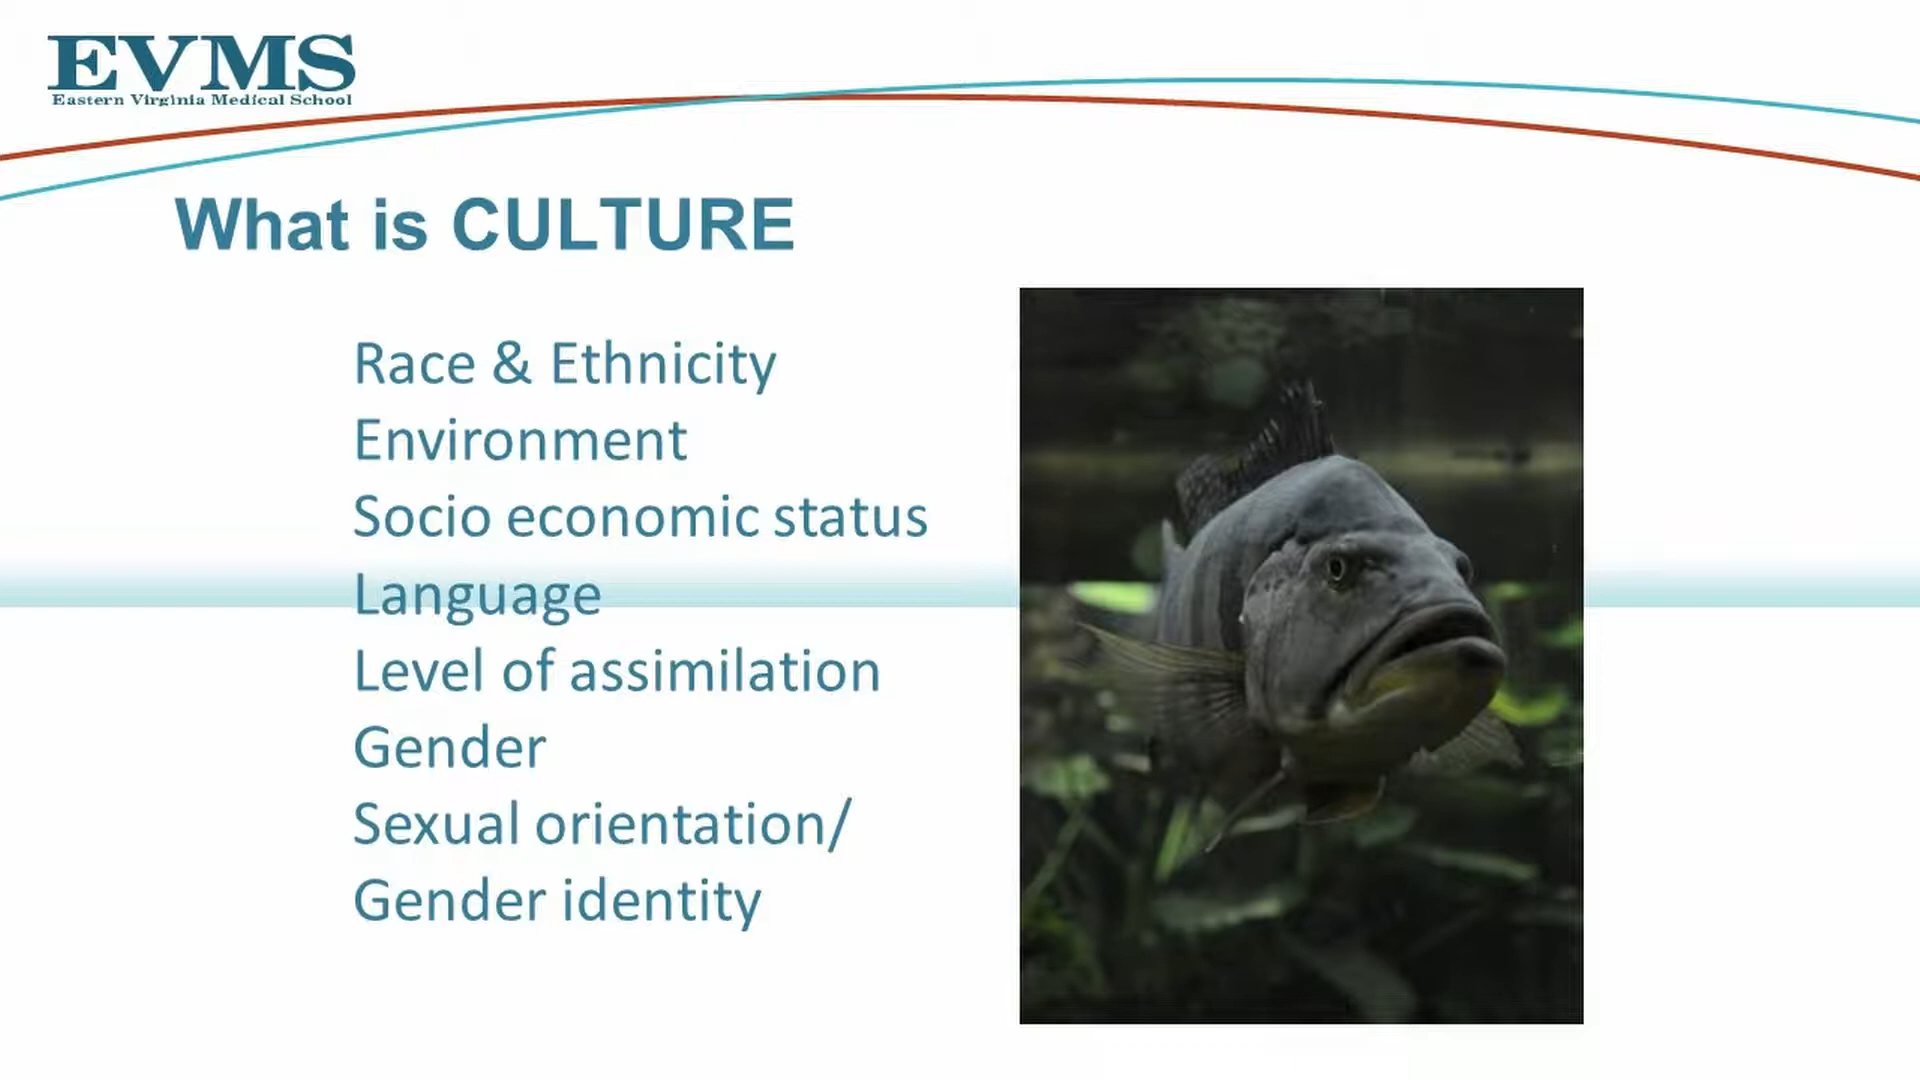 EVMS
Eastern Virginia Medical School
What is CULTURE
Race & Ethnicity
Environment
Socio economic status
Language
Level of assimilation
Gender
Sexual orientation/
Gender identity